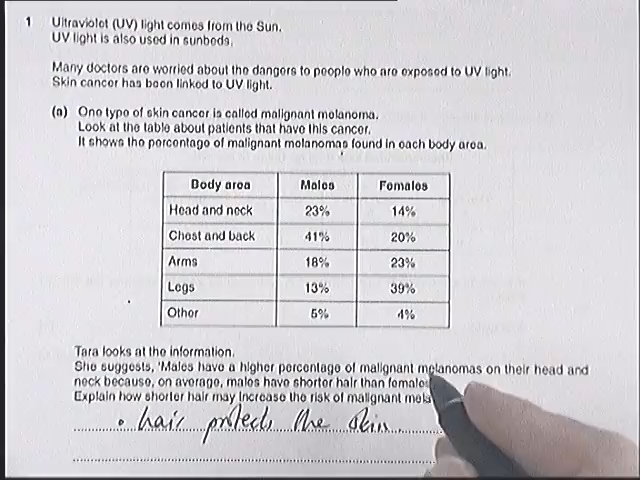 1 Ultraviolet (UV) light comes from the Sun.
UV light is also used in sunbeds.
Many doctors are worried about the dangers to people who are exposed to UV light.
Skin cancer has been linked to UV light.
(a) One type of skin cancer is called malignant melanoma.
Look at the table about patients that have this cancer.
It shows the percentage of malignant melanomas found in each body area.
Body area Males Females
Head and neck 23% 14%
Chest and back 41% 20%
Arms 18% 23%
Legs 13% 39%
Other 5% 4%
Tara looks at the information.
She suggests, 'Males have a higher percentage of malignant melanomas on their head and
neck because, on average, males have shorter hair than
Explain how shorter hair may increase the risk of malignant
• hair protects the skin.